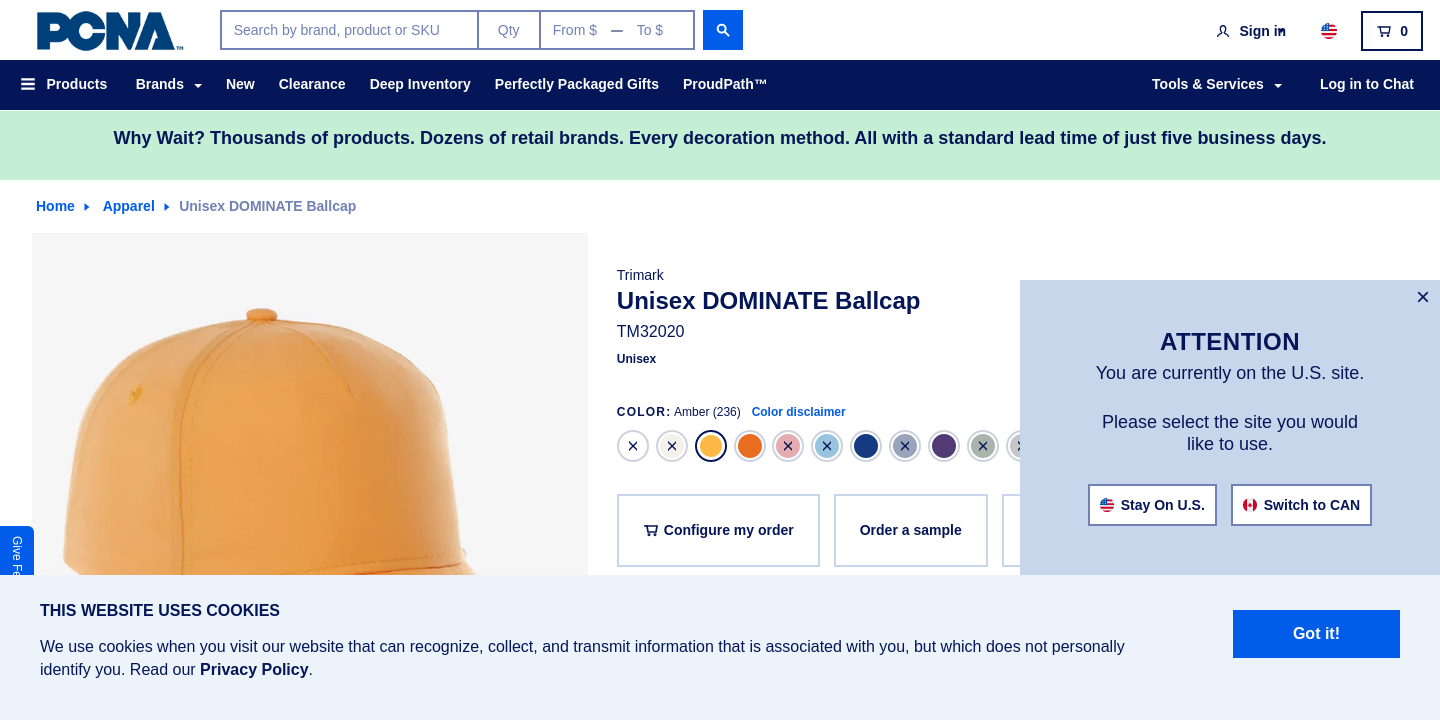 PCNA™
Search by brand, product or SKU
Qty
From $ — To $
Sign in
0
Products
Brands
New
Clearance
Deep Inventory
Perfectly Packaged Gifts
ProudPath™
Tools & Services
Log in to Chat
Why Wait? Thousands of products. Dozens of retail brands. Every decoration method. All with a standard lead time of just five business days.
Home
Apparel
Unisex DOMINATE Ballcap
Trimark
Unisex DOMINATE Ballcap
TM32020
Unisex
COLOR: Amber (236) Color disclaimer
Configure my order
Order a sample
ATTENTION
You are currently on the U.S. site.
Please select the site you would
like to use.
Stay On U.S.
Switch to CAN
Give
THIS WEBSITE USES COOKIES
We use cookies when you visit our website that can recognize, collect, and transmit information that is associated with you, but which does not personally
identify you. Read our Privacy Policy.
Got it!